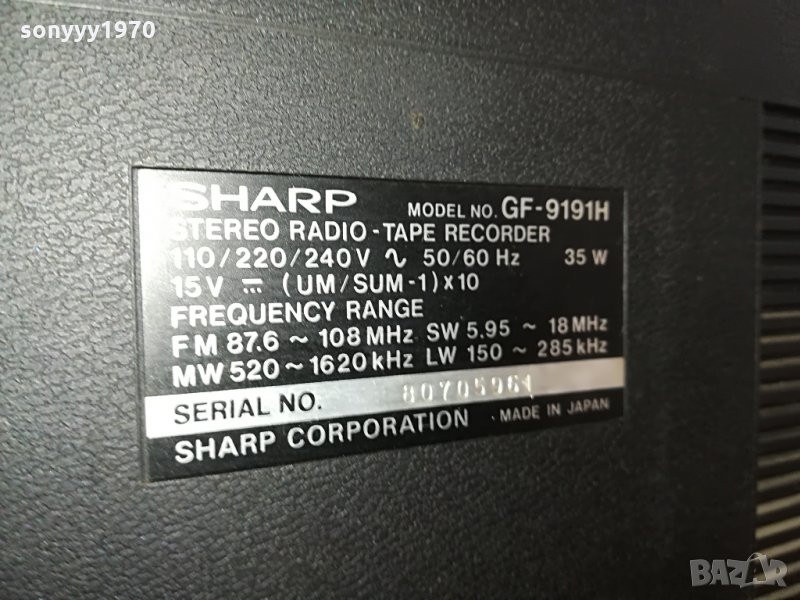 sonyyy1970
SHARP MODEL NO. GF-9191H
STEREO RADIO-TAPE RECORDER
110/220/240V ∿ 50/60 Hz 35 W
15V ⎓ (UM/SUM-1)x10
FREQUENCY RANGE
FM 87.6 ~ 108 MHz SW 5.95 ~ 18 MHz
MW 520 ~ 1620 kHz LW 150 ~ 285 kHz
SERIAL NO. 80705961
SHARP CORPORATION • MADE IN JAPAN
BAZAR